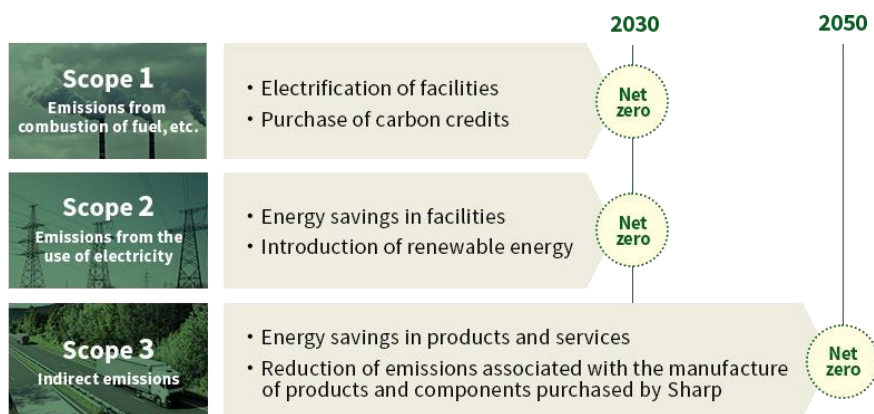 2030
2050
Scope 1
Emissions from
combustion of fuel, etc.
・Electrification of facilities
・Purchase of carbon credits
Net
zero
Scope 2
Emissions from the
use of electricity
・Energy savings in facilities
・Introduction of renewable energy
Net
zero
Scope 3
Indirect emissions
・Energy savings in products and services
・Reduction of emissions associated with the manufacture
of products and components purchased by Sharp
Net
zero